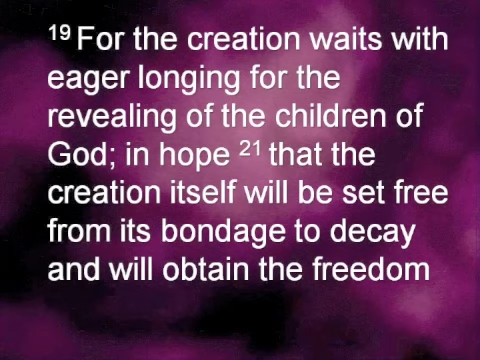 19 For the creation waits with
eager longing for the
revealing of the children of
God; in hope 21 that the
creation itself will be set free
from its bondage to decay
and will obtain the freedom